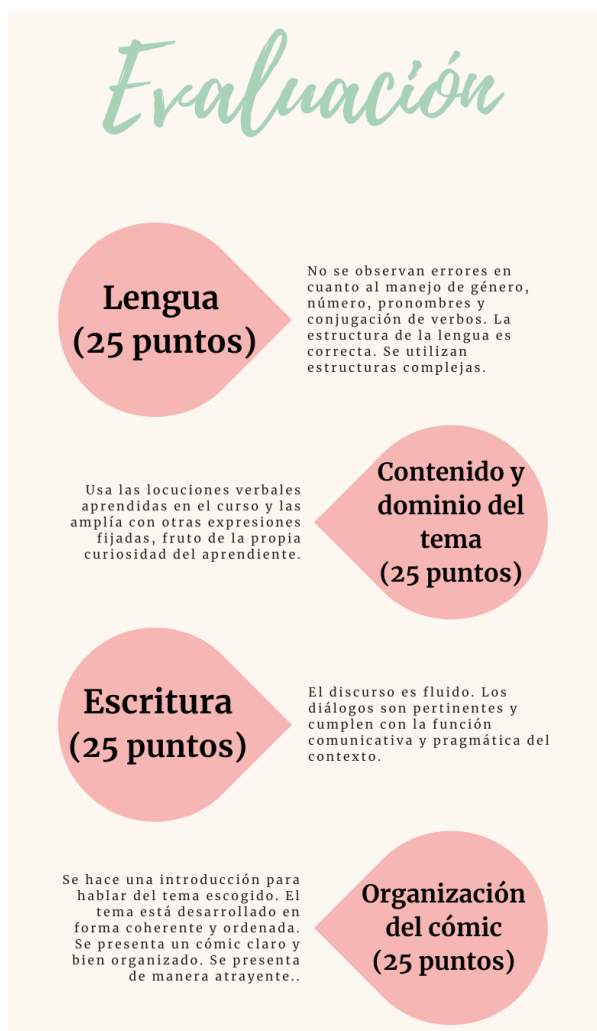 Evaluación
Lengua
(25 puntos)
No se observan errores en
cuanto al manejo de género,
número, pronombres y
conjugación de verbos. La
estructura de la lengua es
correcta. Se utilizan
estructuras complejas.
Contenido y
dominio del
tema
(25 puntos)
Usa las locuciones verbales
aprendidas en el curso y las
amplía con otras expresiones
fijadas, fruto de la propia
curiosidad del aprendiente.
Escritura
(25 puntos)
El discurso es fluido. Los
diálogos son pertinentes y
cumplen con la función
comunicativa y pragmática del
contexto.
Organización
del cómic
(25 puntos)
Se hace una introducción para
hablar del tema escogido. El
tema está desarrollado en
forma coherente y ordenada.
Se presenta un cómic claro y
bien organizado. Se presenta
de manera atrayente..